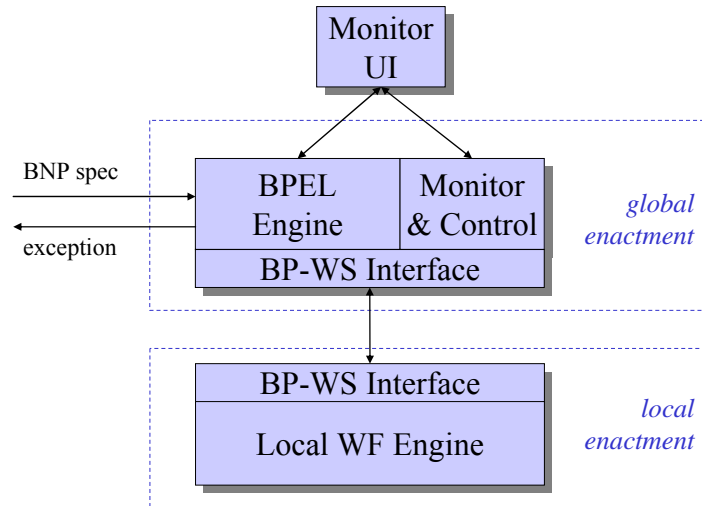 Monitor
UI
BNP spec
exception
BPEL
Engine
Monitor
& Control
BP-WS Interface
global
enactment
BP-WS Interface
Local WF Engine
local
enactment